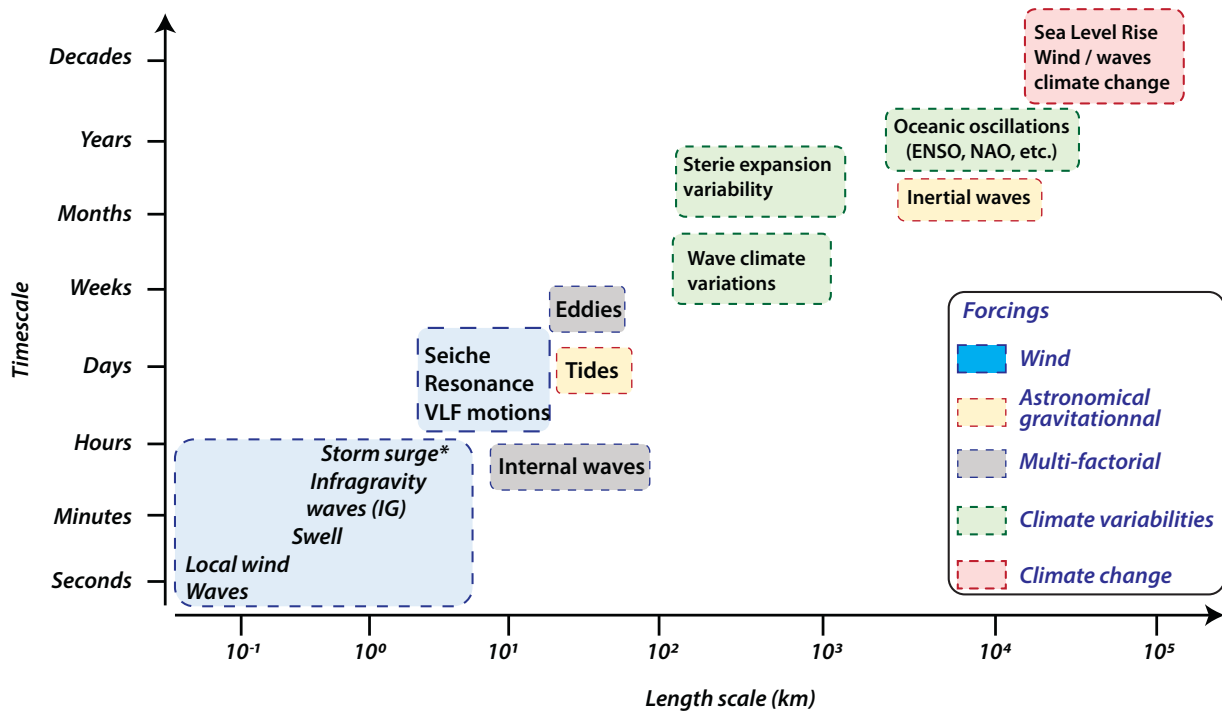 Decades
Years
Months
Weeks
Days
Hours
Minutes
Seconds
Timescale
Sea Level Rise
Wind / waves
climate change
Oceanic oscillations
(ENSO, NAO, etc.)
Sterie expansion
variability
Inertial waves
Wave climate
variations
Eddies
Seiche
Resonance
VLF motions
Tides
Internal waves
Storm surge*
Infragravity
waves (IG)
Swell
Local wind
Waves
Forcings
Wind
Astronomical
gravitationnal
Multi-factorial
Climate variabilities
Climate change
10⁻¹
10⁰
10¹
10²
10³
10⁴
10⁵
Length scale (km)